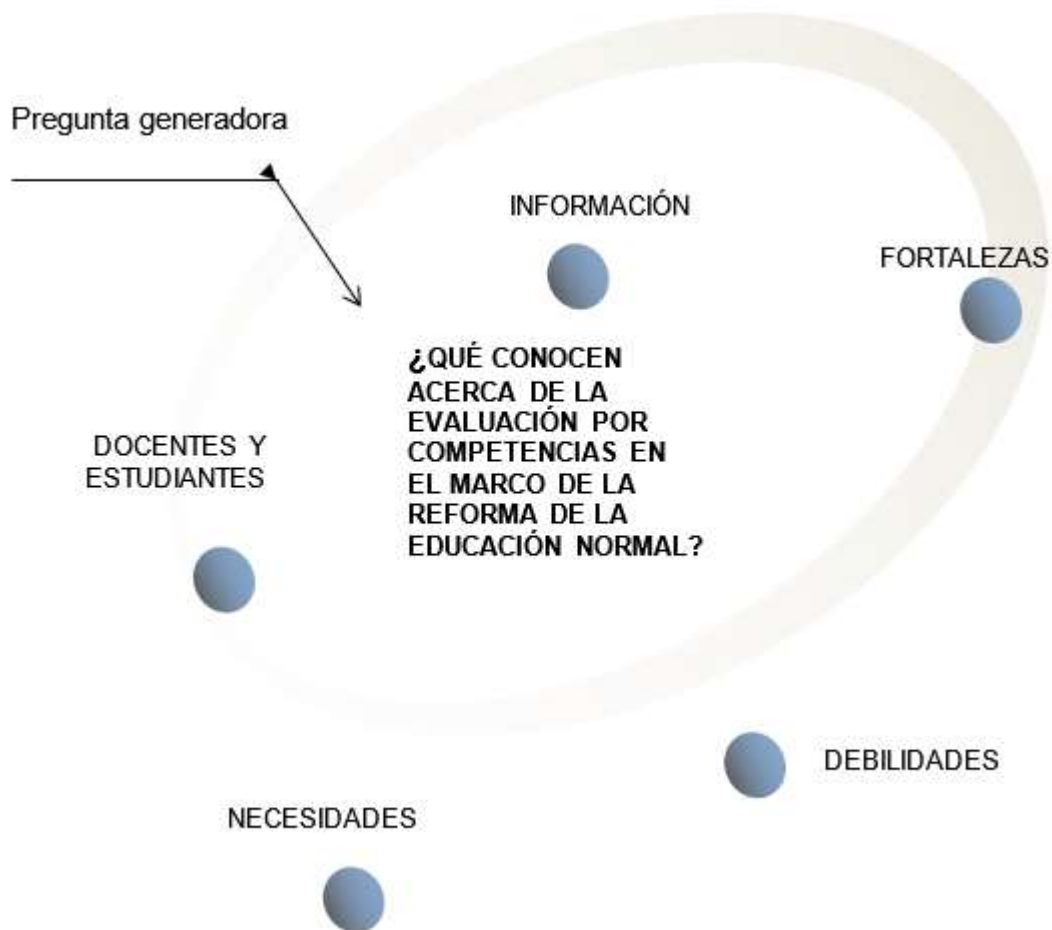 Pregunta generadora
INFORMACIÓN
FORTALEZAS
¿QUÉ CONOCEN
ACERCA DE LA
EVALUACIÓN POR
COMPETENCIAS EN
EL MARCO DE LA
REFORMA DE LA
EDUCACIÓN NORMAL?
DOCENTES Y
ESTUDIANTES
DEBILIDADES
NECESIDADES